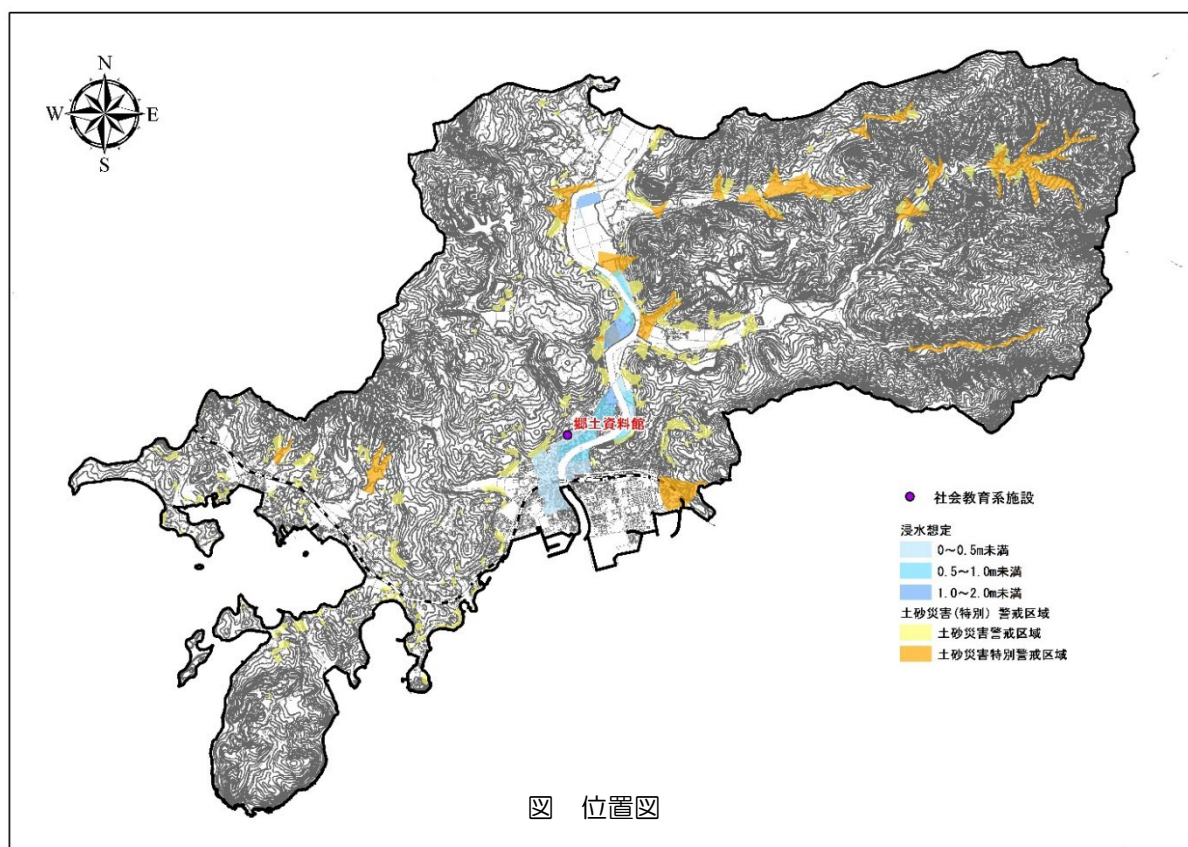 N
W E
S
郷土資料館
社会教育系施設
浸水想定
0～0.5m未満
0.5～1.0m未満
1.0～2.0m未満
土砂災害(特別)警戒区域
土砂災害警戒区域
土砂災害特別警戒区域
図 位置図